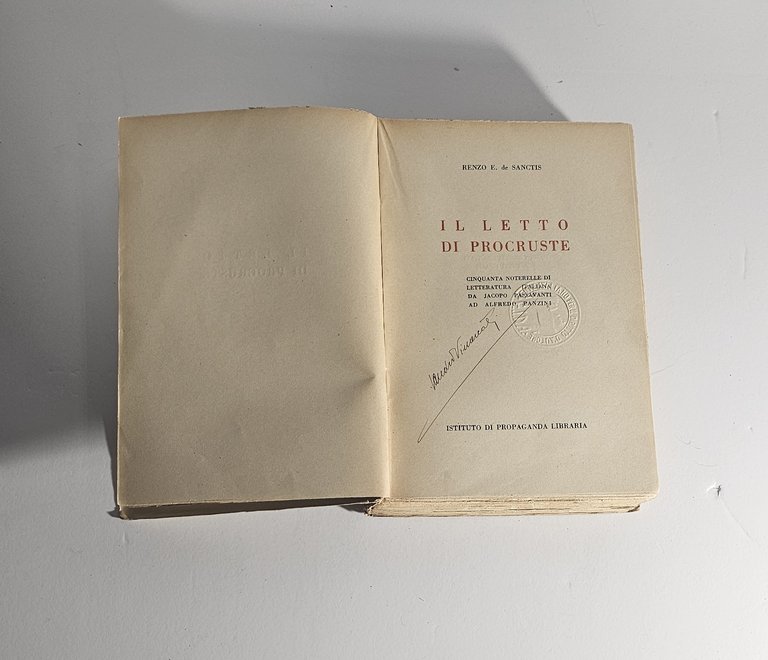 RENZO E. de SANCTIS
IL LETTO
DI PROCRUSTE
CINQUANTA NOTERELLE DI
LETTERATURA ITALIANA
DA JACOPO PASSAVANTI
AD ALFREDO PANZINI
ISTITUTO DI PROPAGANDA LIBRARIA